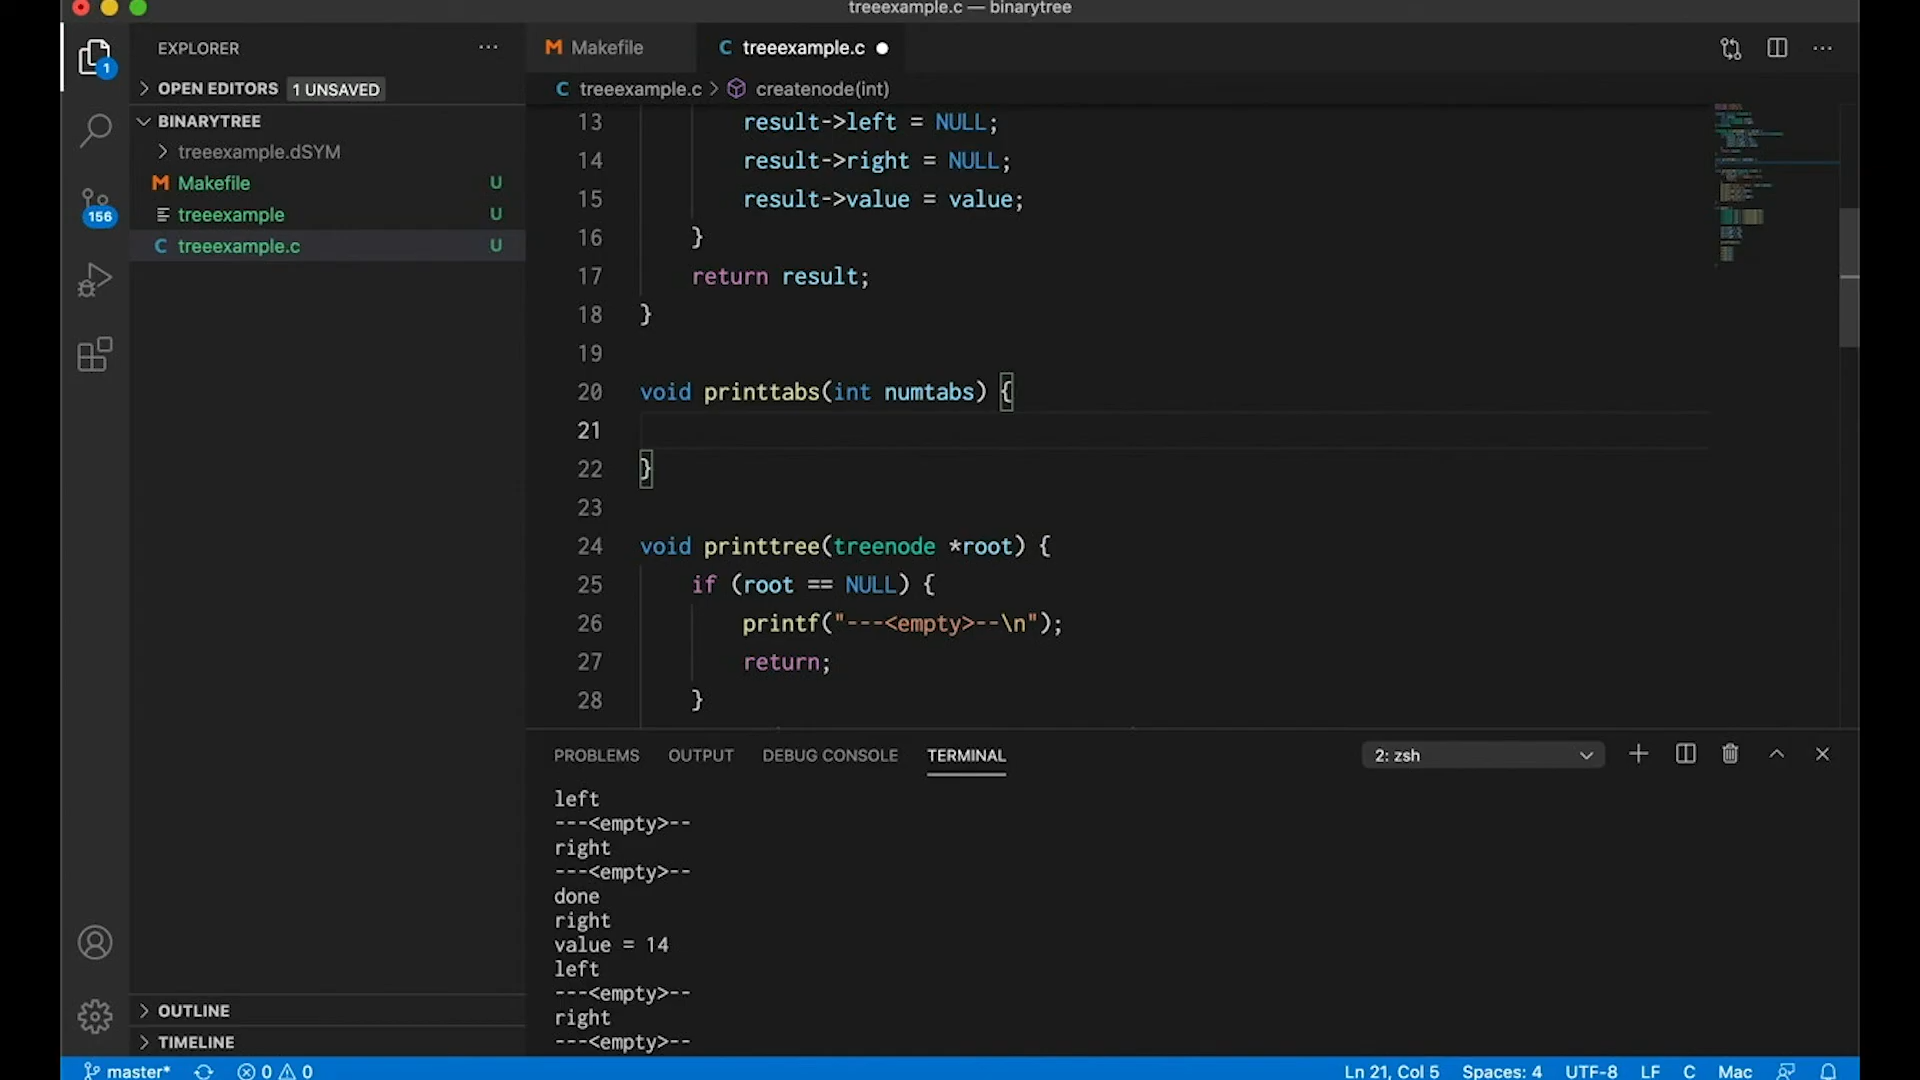 treeexample.c — binarytree
EXPLORER
Makefile
treeexample.c
1
OPEN EDITORS 1 UNSAVED
treeexample.c > createnode(int)
BINARYTREE
treeexample.dSYM
Makefile U
treeexample U
treeexample.c U
156
13 result->left = NULL;
14 result->right = NULL;
15 result->value = value;
16 }
17 return result;
18 }
19
20 void printtabs(int numtabs) {
21
22 }
23
24 void printtree(treenode *root) {
25 if (root == NULL) {
26 printf("---<empty>--\n");
27 return;
28 }
PROBLEMS OUTPUT DEBUG CONSOLE TERMINAL 2: zsh
left
---<empty>--
right
---<empty>--
done
right
value = 14
left
---<empty>--
right
---<empty>--
OUTLINE
TIMELINE
master* 0 0 Ln 21, Col 5 Spaces: 4 UTF-8 LF C Mac